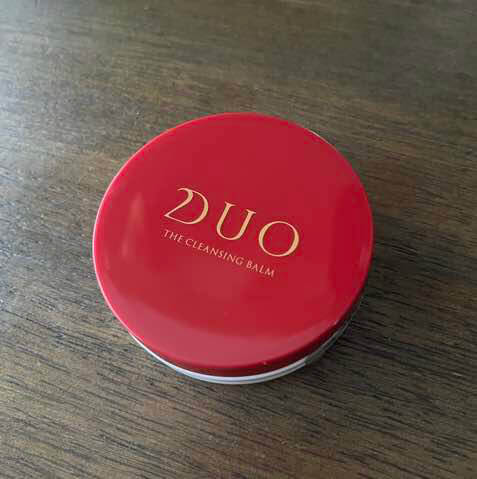 DUO
THE CLEANSING BALM